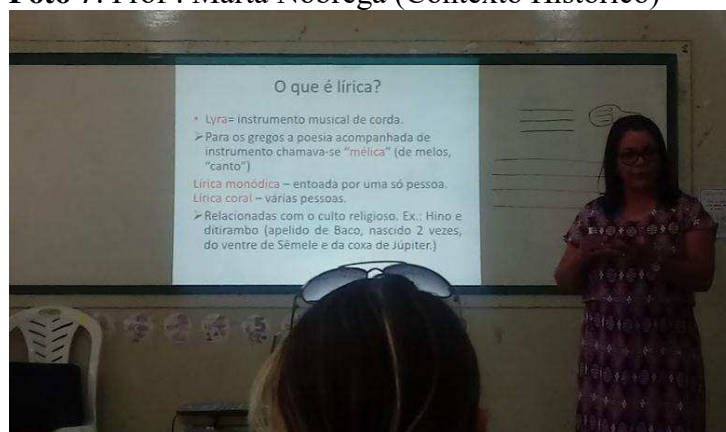 Foto 7: Profª. Marta Nóbrega (Contexto Histórico)
O que é lírica?
• Lyra= instrumento musical de corda.
➢Para os gregos a poesia acompanhada de
instrumento chamava-se “mélica” (de melos,
“canto”)
Lírica monódica – entoada por uma só pessoa.
Lírica coral – várias pessoas.
➢Relacionadas com o culto religioso. Ex.: Hino e
ditirambo (apelido de Baco, nascido 2 vezes,
do ventre de Sêmele e da coxa de Júpiter.)